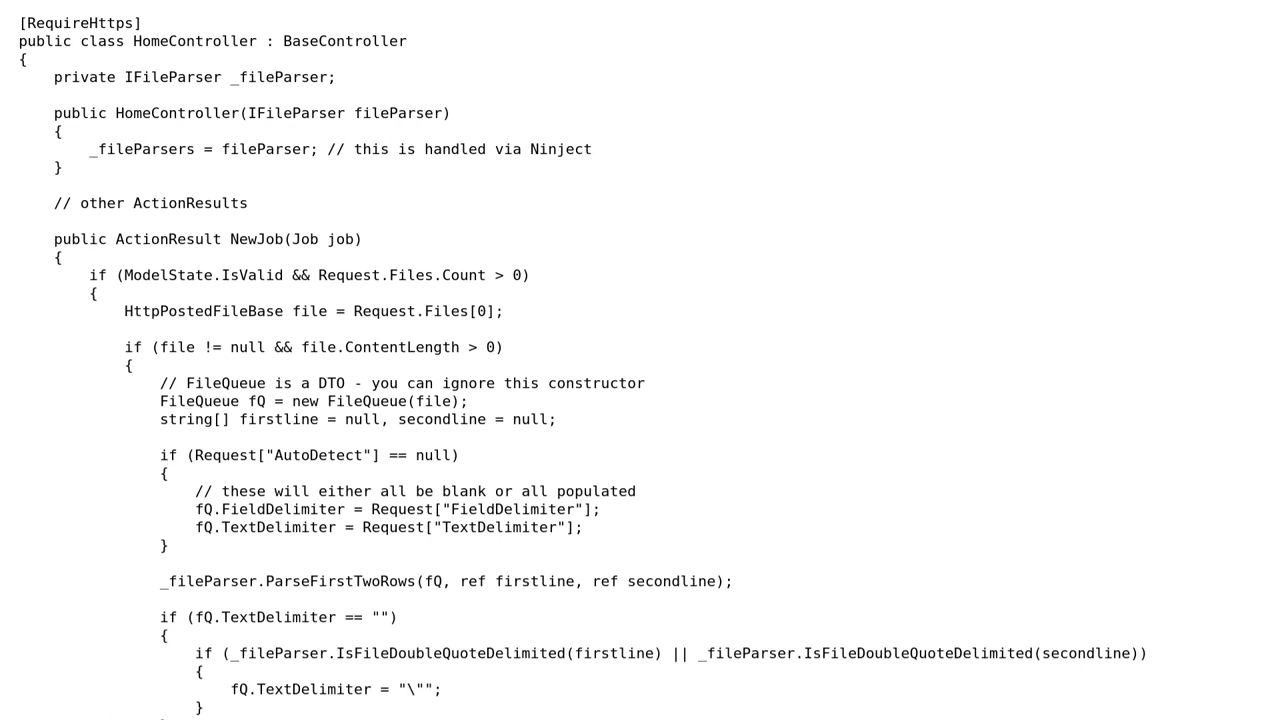 [RequireHttps]
public class HomeController : BaseController
{
    private IFileParser _fileParser;

    public HomeController(IFileParser fileParser)
    {
        _fileParsers = fileParser; // this is handled via Ninject
    }

    // other ActionResults

    public ActionResult NewJob(Job job)
    {
        if (ModelState.IsValid && Request.Files.Count > 0)
        {
            HttpPostedFileBase file = Request.Files[0];

            if (file != null && file.ContentLength > 0)
            {
                // FileQueue is a DTO - you can ignore this constructor
                FileQueue fQ = new FileQueue(file);
                string[] firstline = null, secondline = null;

                if (Request["AutoDetect"] == null)
                {
                    // these will either all be blank or all populated
                    fQ.FieldDelimiter = Request["FieldDelimiter"];
                    fQ.TextDelimiter = Request["TextDelimiter"];
                }

                _fileParser.ParseFirstTwoRows(fQ, ref firstline, ref secondline);

                if (fQ.TextDelimiter == "")
                {
                    if (_fileParser.IsFileDoubleQuoteDelimited(firstline) || _fileParser.IsFileDoubleQuoteDelimited(secondline))
                    {
                        fQ.TextDelimiter = "\"";
                    }